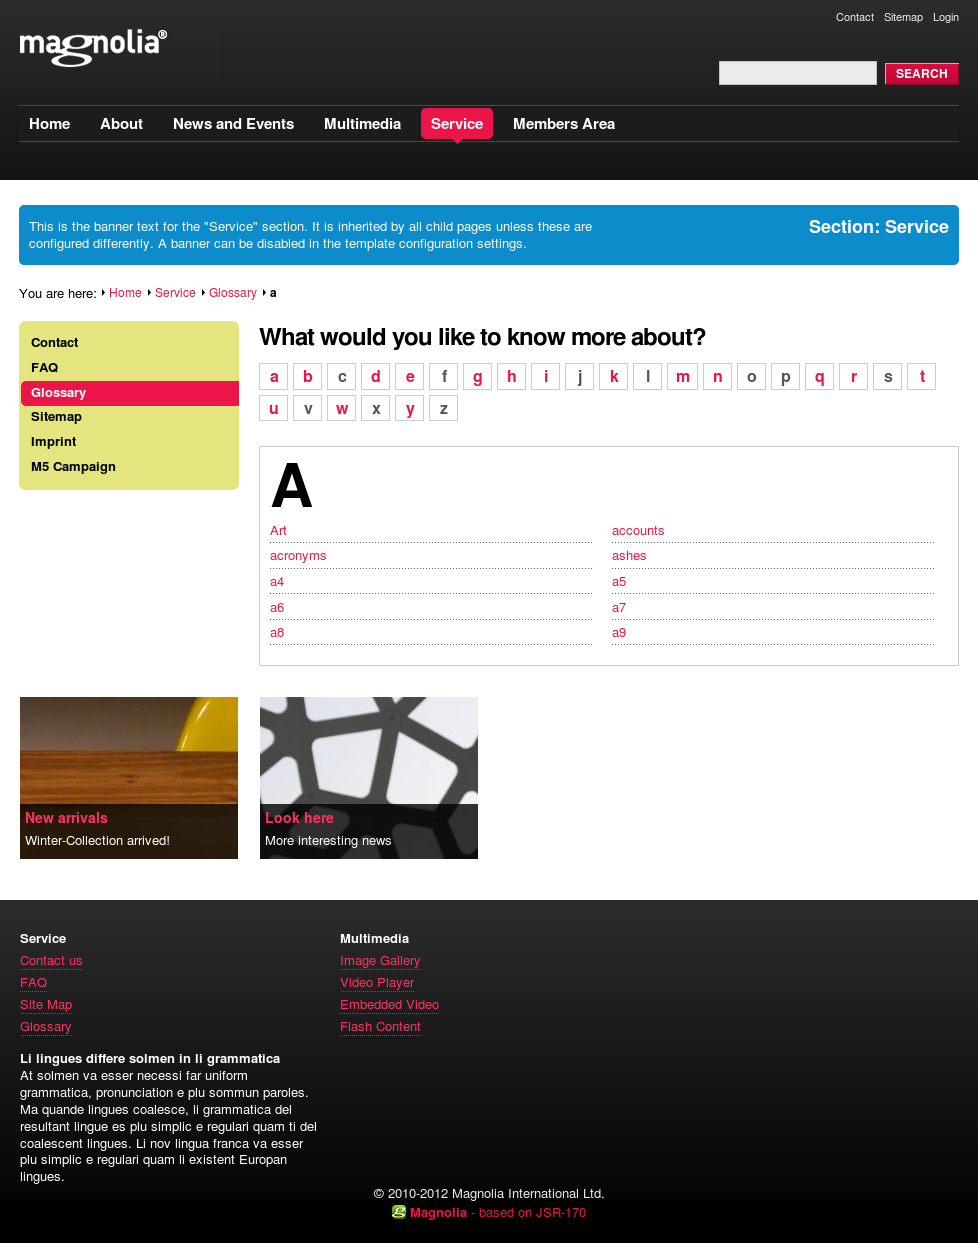 Contact Sitemap Login
magnolia®
SEARCH
Home About News and Events Multimedia Service Members Area
This is the banner text for the "Service" section. It is inherited by all child pages unless these are
configured differently. A banner can be disabled in the template configuration settings.
Section: Service
You are here: Home Service Glossary a
Contact
FAQ
Glossary
Sitemap
Imprint
M5 Campaign
What would you like to know more about?
a b c d e f g h i j k l m n o p q r s t
u v w x y z
A
Art accounts
acronyms ashes
a4 a5
a6 a7
a8 a9
New arrivals
Winter-Collection arrived!
Look here
More interesting news
Service
Contact us
FAQ
Site Map
Glossary
Multimedia
Image Gallery
Video Player
Embedded Video
Flash Content
Li lingues differe solmen in li grammatica
At solmen va esser necessi far uniform
grammatica, pronunciation e plu sommun paroles.
Ma quande lingues coalesce, li grammatica del
resultant lingue es plu simplic e regulari quam ti del
coalescent lingues. Li nov lingua franca va esser
plu simplic e regulari quam li existent Europan
lingues.
© 2010-2012 Magnolia International Ltd.
Magnolia - based on JSR-170